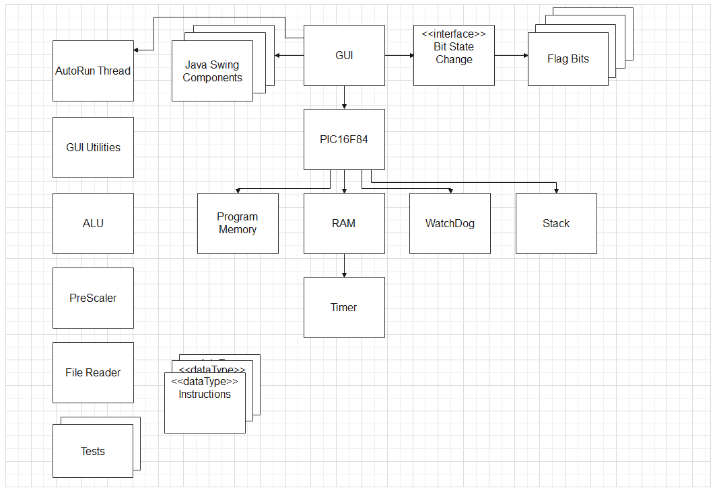 AutoRun Thread
Java Swing
Components
GUI
<<interface>>
Bit State
Change
Flag Bits
GUI Utilities
PIC16F84
ALU
Program
Memory
RAM
WatchDog
Stack
PreScaler
Timer
File Reader
<<dataType>>
<<dataType>>
Instructions
Tests